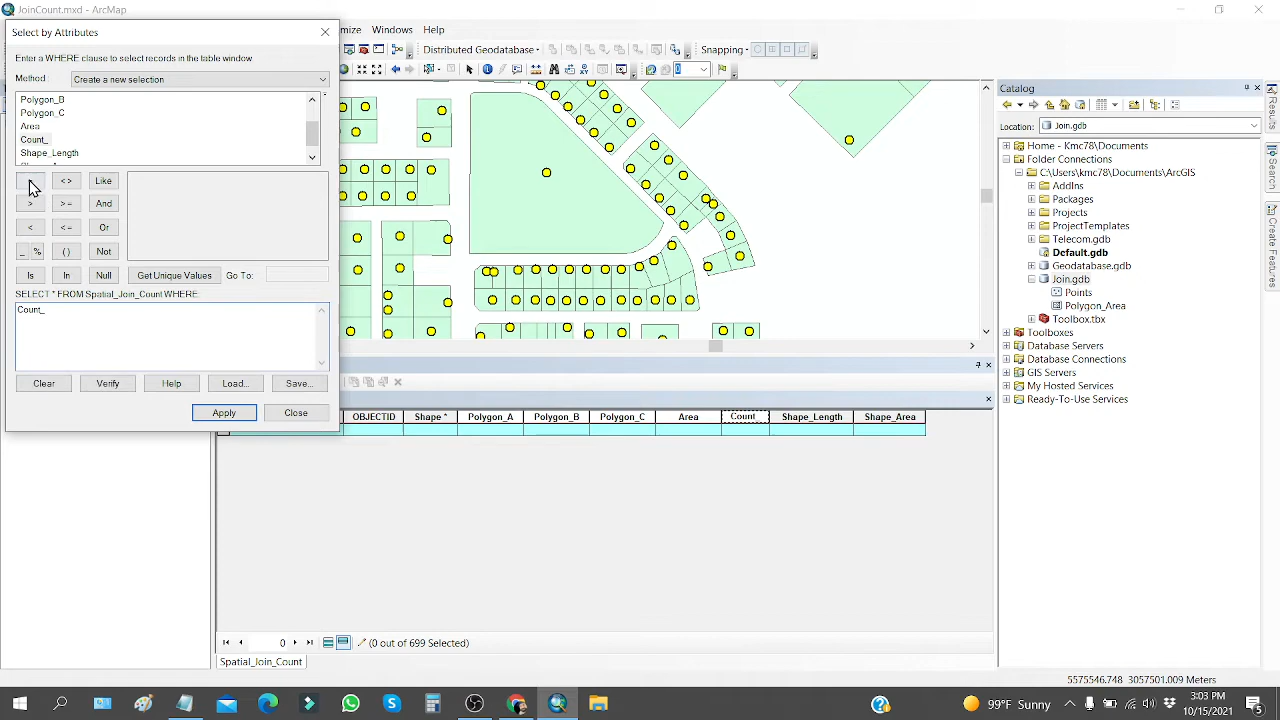 JoinCount.mxd - ArcMap
Select by Attributes
mize Windows Help
Enter a WHERE clause to select records in the table window.
Distributed Geodatabase
Snapping
Method : Create a new selection
Polygon_B
Polygon_C
Area
Count_
Shape_Length
< > Like
> > = And
< < = Or
_ % ( ) Not
Is In Null Get Unique Values Go To:
SELECT * FROM Spatial_Join_Count WHERE:
Count_
Clear Verify Help Load... Save...
Apply Close
OBJECTID Shape * Polygon_A Polygon_B Polygon_C Area Count Shape_Length Shape_Area
0 (0 out of 699 Selected)
Spatial_Join_Count
Catalog
Location: Join.gdb
Home - Kmc78\Documents
Folder Connections
C:\Users\kmc78\Documents\ArcGIS
AddIns
Packages
Projects
ProjectTemplates
Telecom.gdb
Default.gdb
Geodatabase.gdb
Join.gdb
Points
Polygon_Area
Toolbox.tbx
Toolboxes
Database Servers
Database Connections
GIS Servers
My Hosted Services
Ready-To-Use Services
Results
Search
Create Features
5575546.748 3057501.009 Meters
99°F Sunny
3:03 PM
10/15/2021